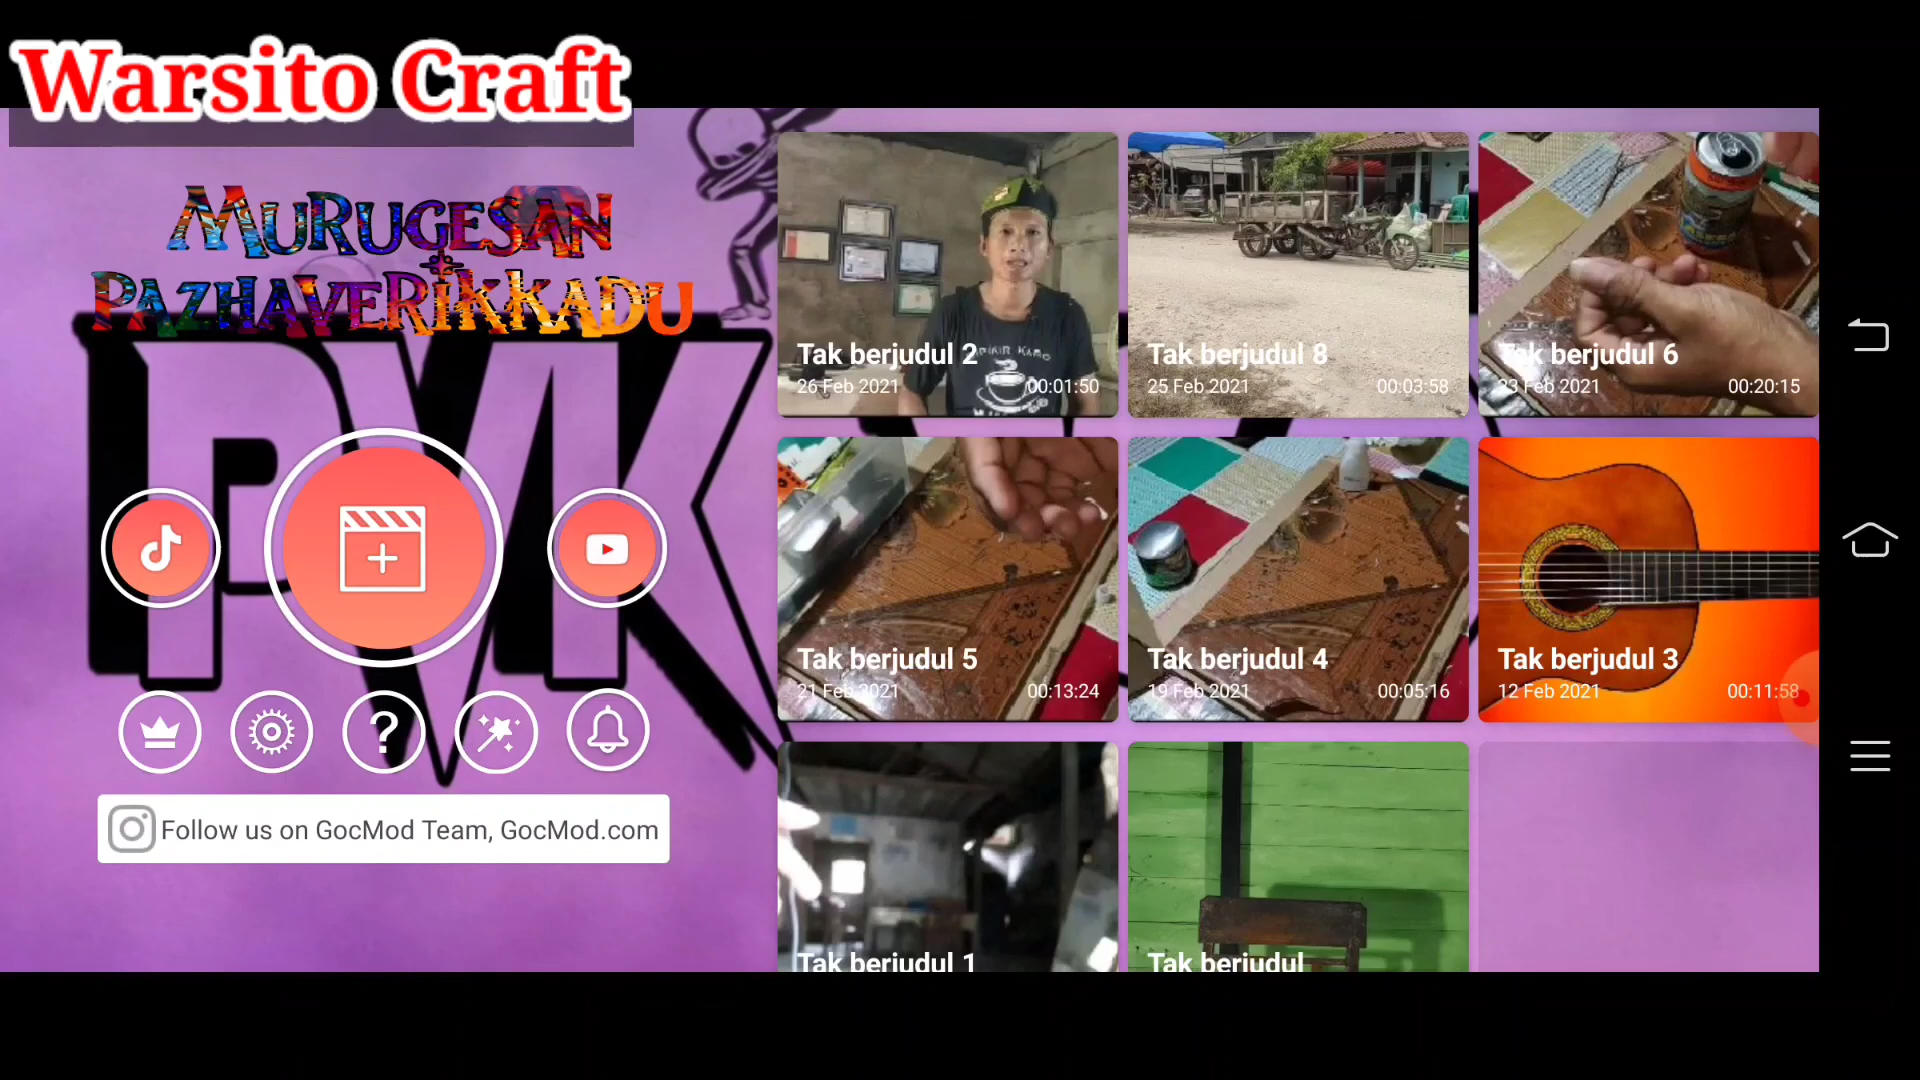 Warsito Craft
MURUGESAN
PAZHAVERIKKADU
PVK
Follow us on GocMod Team, GocMod.com
Tak berjudul 2
26 Feb 2021
00:01:50
Tak berjudul 8
25 Feb 2021
00:03:58
Tak berjudul 6
23 Feb 2021
00:20:15
Tak berjudul 5
21 Feb 2021
00:13:24
Tak berjudul 4
19 Feb 2021
00:05:16
Tak berjudul 3
12 Feb 2021
00:11:58
Tak berjudul 1
Tak berjudul